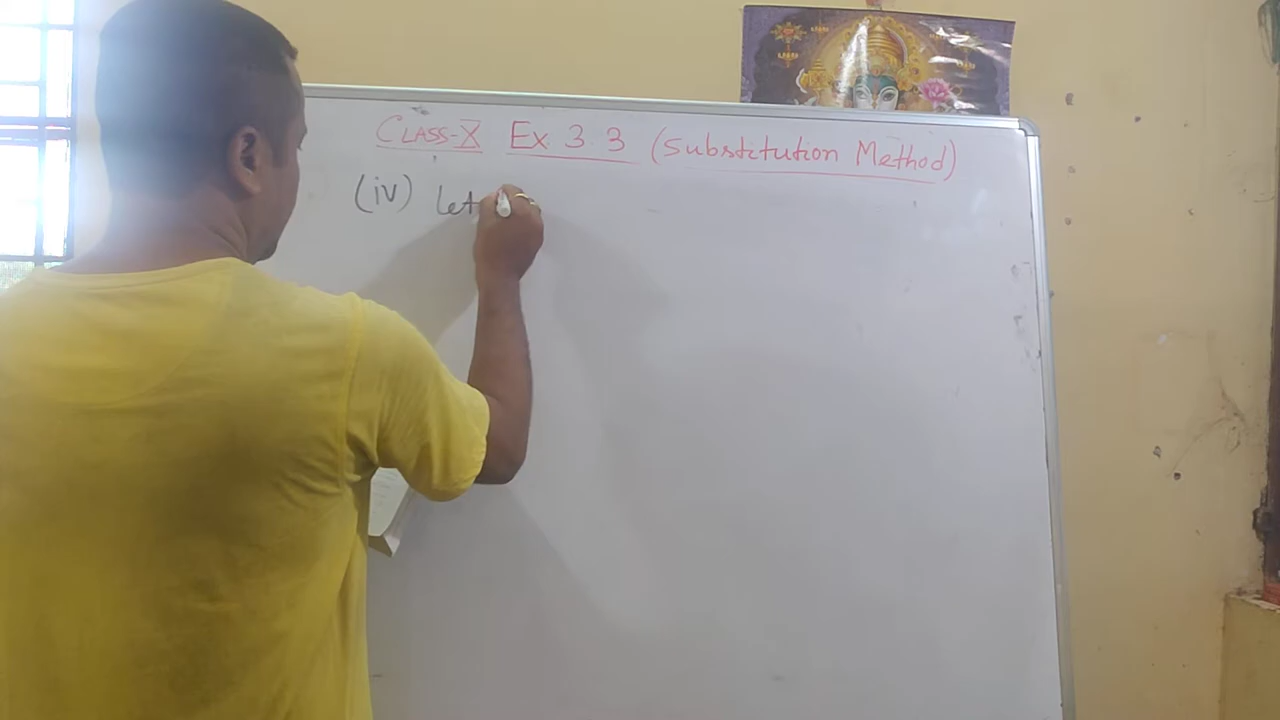 CLASS-X Ex. 3.3 (Substitution Method)
(iv) Let